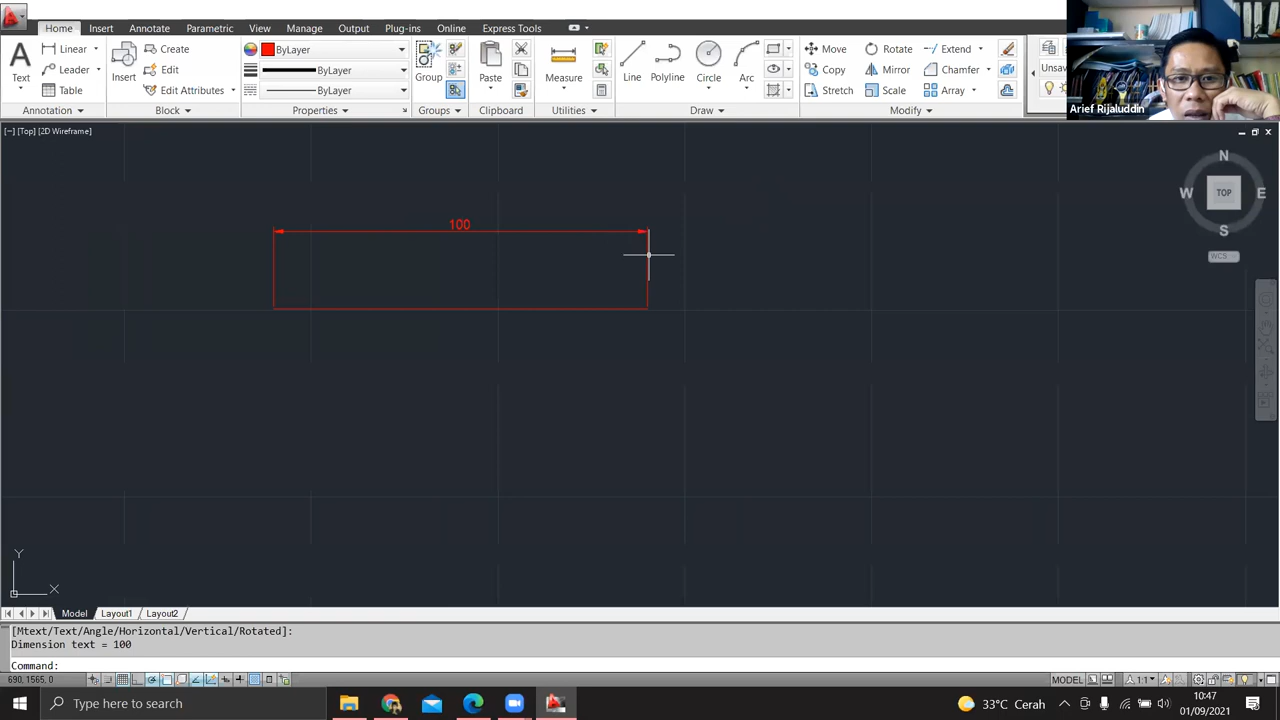 Home Insert Annotate Parametric View Manage Output Plug-ins Online Express Tools
Text
Linear
Leader
Table
Annotation
Insert
Create
Edit
Edit Attributes
Block
ByLayer
ByLayer
ByLayer
Properties
Group
Groups
Paste
Clipboard
Measure
Utilities
Line
Polyline
Circle
Arc
Draw
Move
Copy
Stretch
Rotate
Mirror
Scale
Extend
Chamfer
Array
Modify
Unsav
Arief Rijaluddin
[−] [Top] [2D Wireframe]
N
W TOP E
S
WCS
100
Y
X
Model Layout1 Layout2
[Mtext/Text/Angle/Horizontal/Vertical/Rotated]:
Dimension text = 100
Command:
690, 1565, 0
MODEL
1:1
Type here to search
33°C Cerah
10:47
01/09/2021